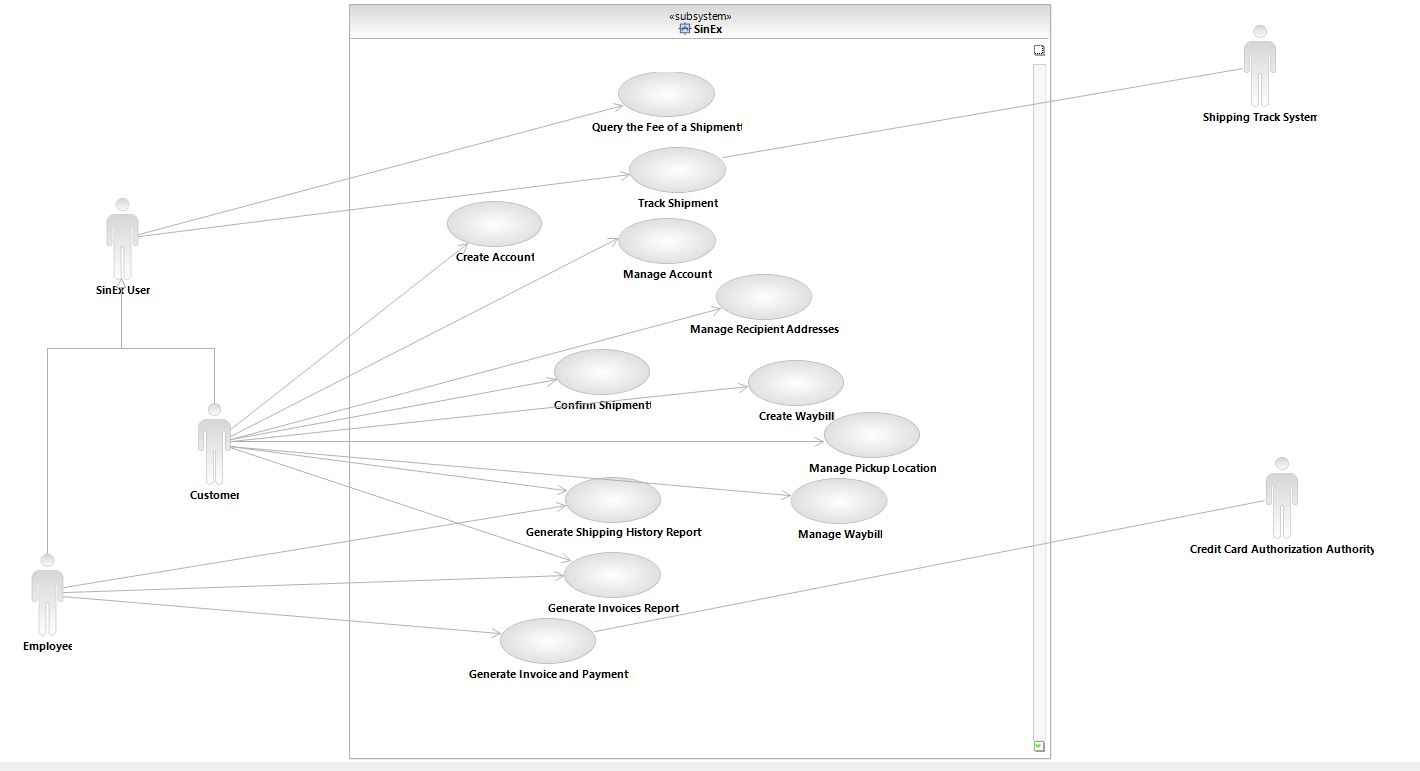 «subsystem»
SinEx
Shipping Track System
Query the Fee of a Shipment
Track Shipment
Create Account
Manage Account
SinEx User
Manage Recipient Addresses
Confirm Shipment
Create Waybill
Manage Pickup Location
Customer
Generate Shipping History Report
Manage Waybill
Credit Card Authorization Authority
Generate Invoices Report
Employee
Generate Invoice and Payment